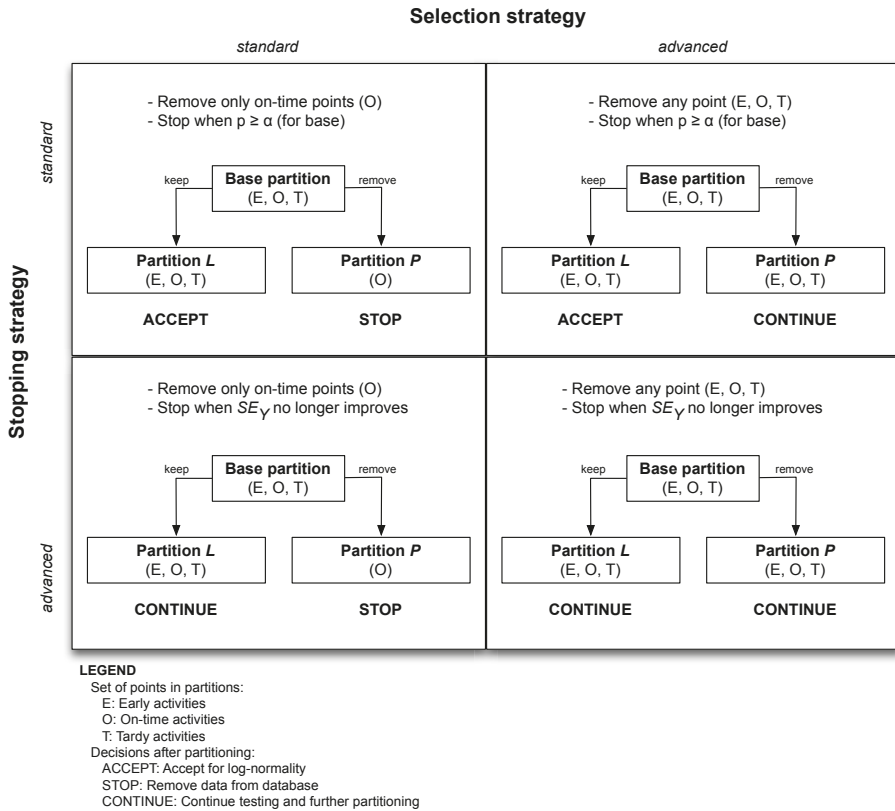 Selection strategy
standard
advanced
Stopping strategy
standard
- Remove only on-time points (O)
- Stop when p ≥ α (for base)
keep
Base partition
(E, O, T)
remove
Partition L
(E, O, T)
Partition P
(O)
ACCEPT
STOP
- Remove any point (E, O, T)
- Stop when p ≥ α (for base)
keep
Base partition
(E, O, T)
remove
Partition L
(E, O, T)
Partition P
(E, O, T)
ACCEPT
CONTINUE
advanced
- Remove only on-time points (O)
- Stop when SEY no longer improves
keep
Base partition
(E, O, T)
remove
Partition L
(E, O, T)
Partition P
(O)
CONTINUE
STOP
- Remove any point (E, O, T)
- Stop when SEY no longer improves
keep
Base partition
(E, O, T)
remove
Partition L
(E, O, T)
Partition P
(E, O, T)
CONTINUE
CONTINUE
LEGEND
Set of points in partitions:
E: Early activities
O: On-time activities
T: Tardy activities
Decisions after partitioning:
ACCEPT: Accept for log-normality
STOP: Remove data from database
CONTINUE: Continue testing and further partitioning